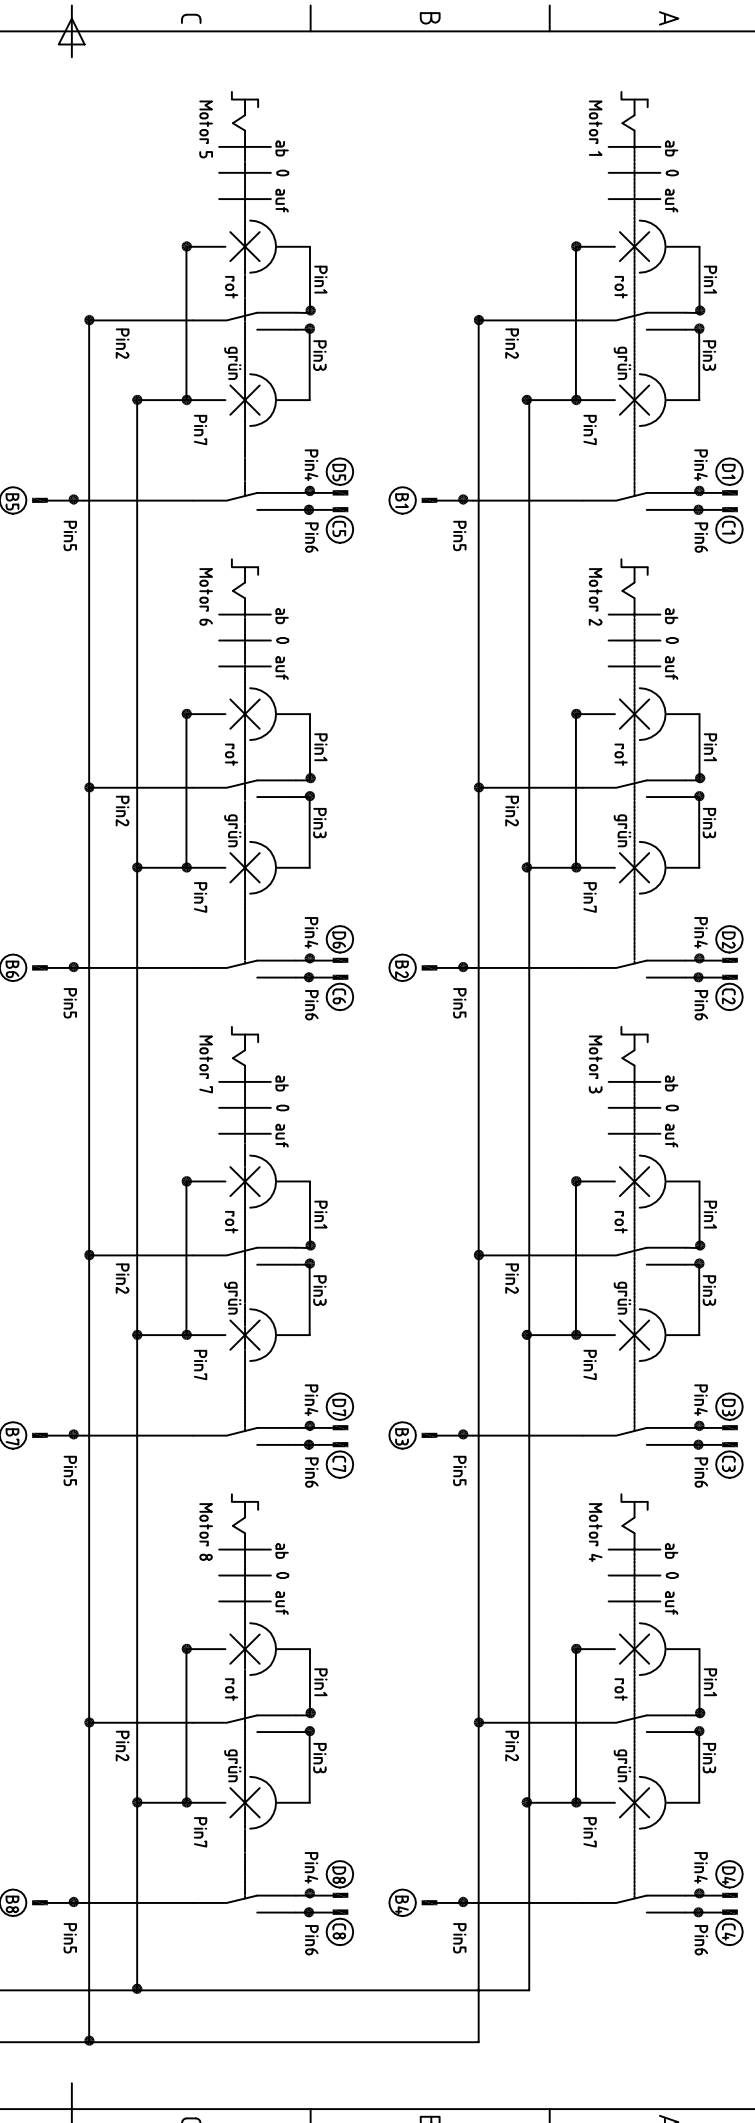 A
B
C
Motor 1
ab 0 auf
rot
grün
Pin1
Pin2
Pin3
Pin7
Pin4
Pin6
Pin5
D1
C1
B1
Motor 2
ab 0 auf
rot
grün
Pin1
Pin2
Pin3
Pin7
Pin4
Pin6
Pin5
D2
C2
B2
Motor 3
ab 0 auf
rot
grün
Pin1
Pin2
Pin3
Pin7
Pin4
Pin6
Pin5
D3
C3
B3
Motor 4
ab 0 auf
rot
grün
Pin1
Pin2
Pin3
Pin7
Pin4
Pin6
Pin5
D4
C4
B4
Motor 5
ab 0 auf
rot
grün
Pin1
Pin2
Pin3
Pin7
Pin4
Pin6
Pin5
D5
C5
B5
Motor 6
ab 0 auf
rot
grün
Pin1
Pin2
Pin3
Pin7
Pin4
Pin6
Pin5
D6
C6
B6
Motor 7
ab 0 auf
rot
grün
Pin1
Pin2
Pin3
Pin7
Pin4
Pin6
Pin5
D7
C7
B7
Motor 8
ab 0 auf
rot
grün
Pin1
Pin2
Pin3
Pin7
Pin4
Pin6
Pin5
D8
C8
B8